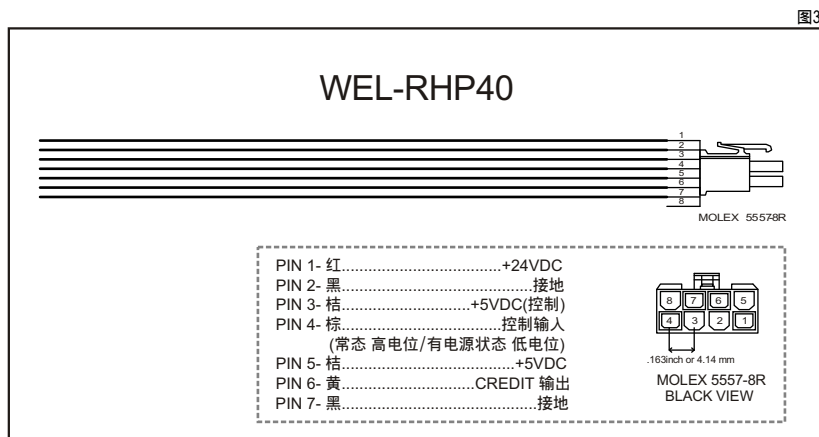 图3
WEL-RHP40
1
2
3
4
5
6
7
8
MOLEX 5557-8R
PIN 1- 红....................................+24VDC
PIN 2- 黑...........................................接地
PIN 3- 桔............................+5VDC(控制)
PIN 4- 棕....................................控制输入
(常态 高电位/有电源状态 低电位)
PIN 5- 桔......................................+5VDC
PIN 6- 黄..............................CREDIT 输出
PIN 7- 黑............................................接地
8 7 6 5
4 3 2 1
.163inch or 4.14 mm
MOLEX 5557-8R
BLACK VIEW